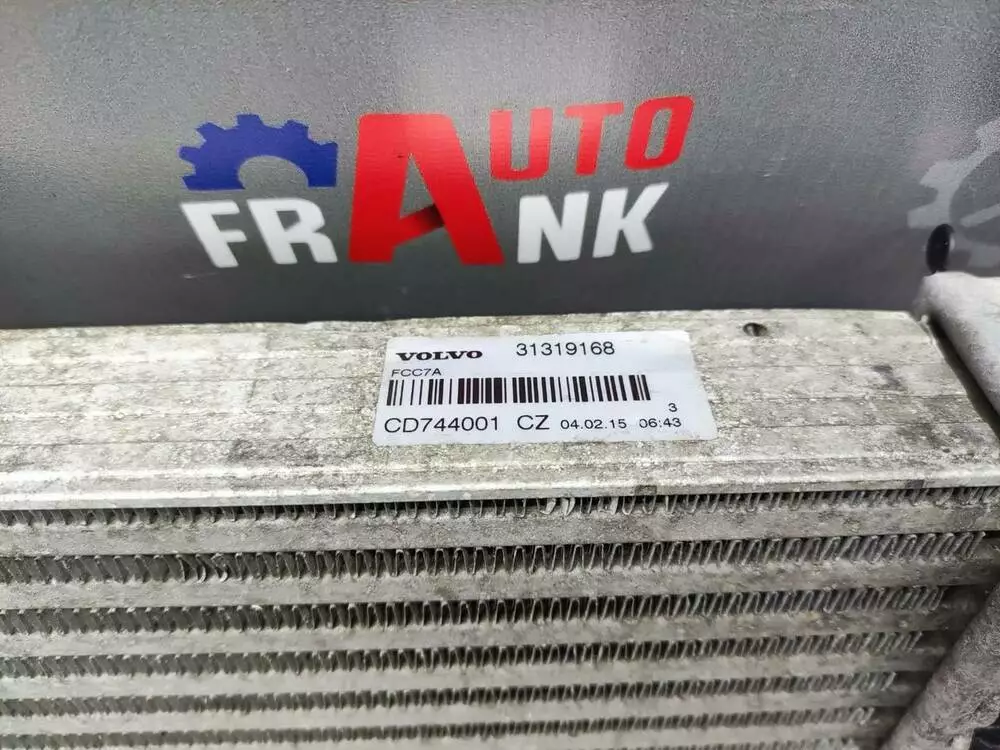 AUTO
FRANK
VOLVO 31319168
FCC7A
3
CD744001 CZ 04.02.15 06:43